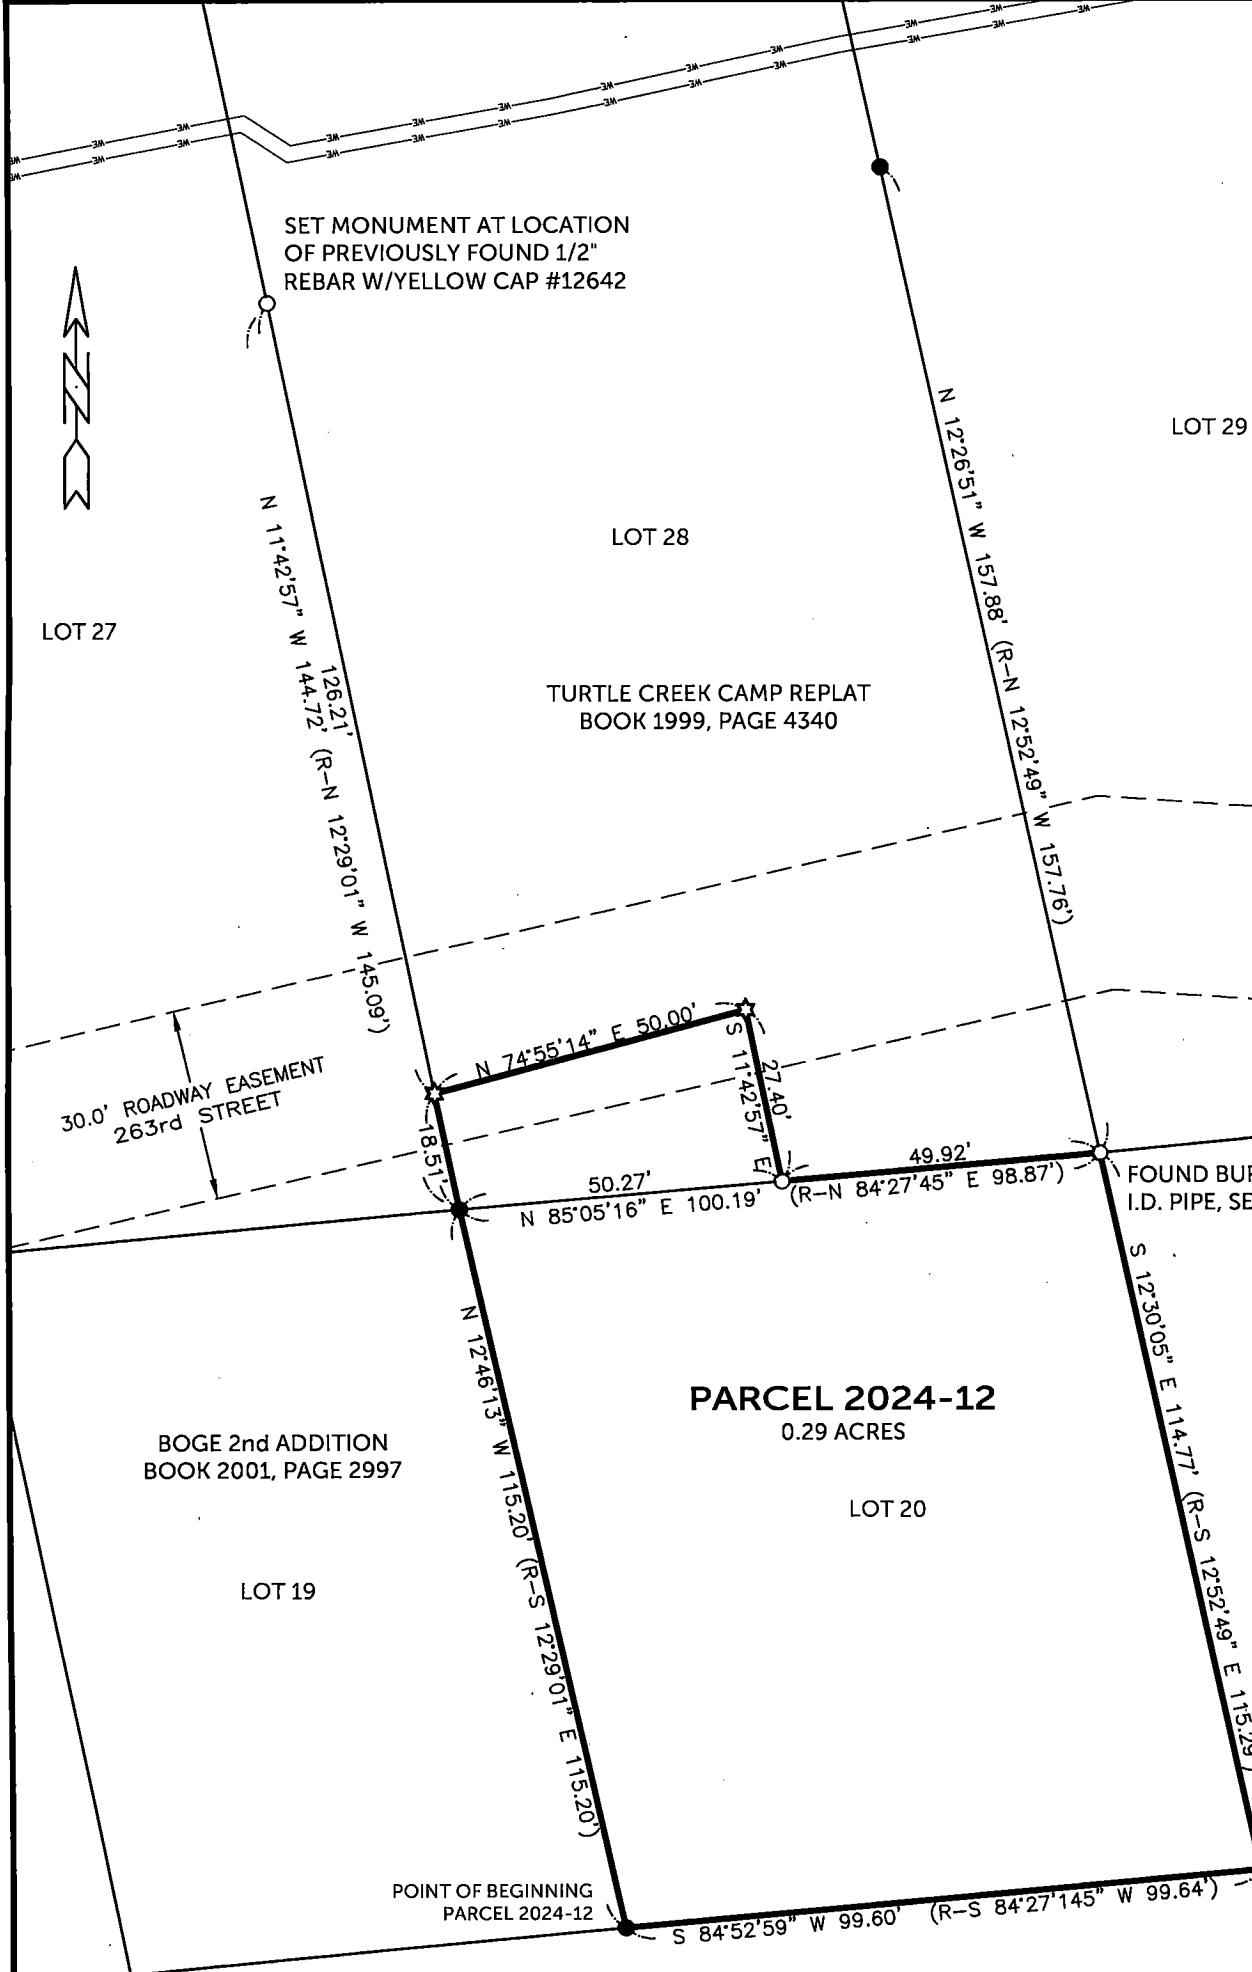 SET MONUMENT AT LOCATION
OF PREVIOUSLY FOUND 1/2"
REBAR W/YELLOW CAP #12642
N
LOT 29
LOT 28
LOT 27
N 12°26'51" W 157.88' (R-N 12°52'49" W 157.76')
126.21'
N 11°42'57" W 144.72' (R-N 12°29'01" W 145.09')
TURTLE CREEK CAMP REPLAT
BOOK 1999, PAGE 4340
30.0' ROADWAY EASEMENT
263rd STREET
N 74°55'14" E 50.00'
27.40'
S 11°42'57" E
18.51'
50.27'
49.92'
N 85°05'16" E 100.19' (R-N 84°27'45" E 98.87')
FOUND BU
I.D. PIPE, SE
S 12°30'05" E 114.77' (R-S 12°52'49" E 115.29')
N 12°46'13" W 115.20' (R-S 12°29'01" E 115.20')
PARCEL 2024-12
0.29 ACRES
LOT 20
BOGE 2nd ADDITION
BOOK 2001, PAGE 2997
LOT 19
POINT OF BEGINNING
PARCEL 2024-12
S 84°52'59" W 99.60' (R-S 84°27'145" W 99.64')